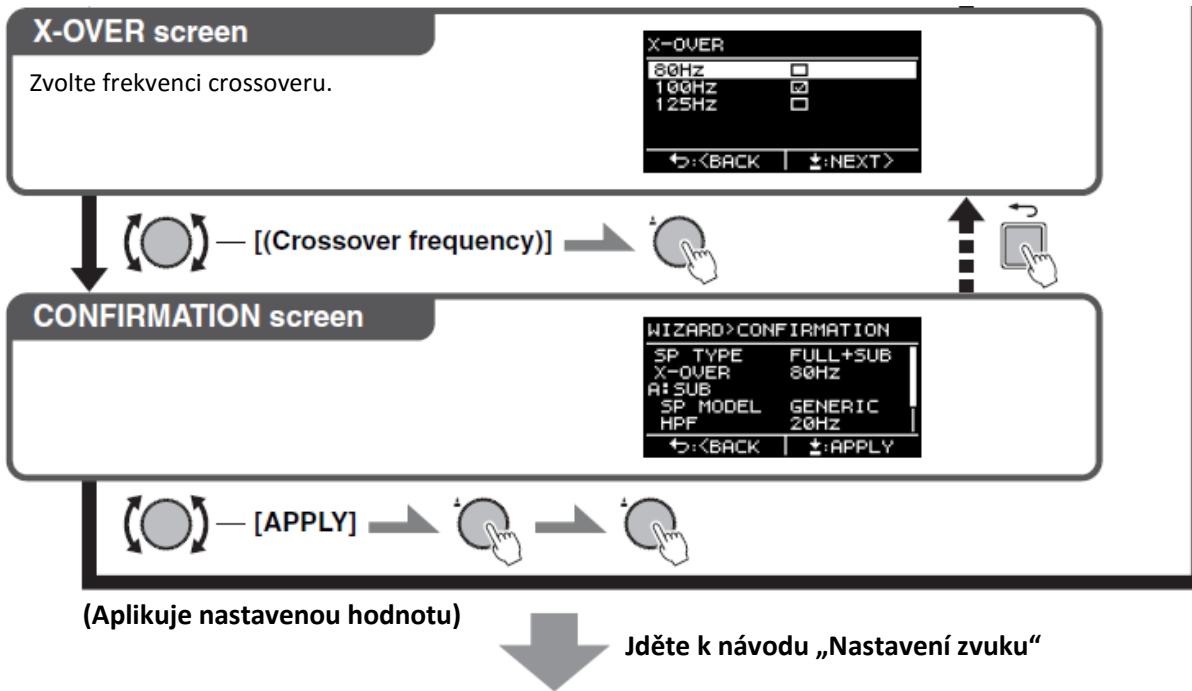 X-OVER screen
Zvolte frekvenci crossoveru.
X-OVER
80Hz
100Hz
125Hz
:<BACK :NEXT>
[(Crossover frequency)]
CONFIRMATION screen
WIZARD>CONFIRMATION
SP TYPE FULL+SUB
X-OVER 80Hz
A:SUB
SP MODEL GENERIC
HPF 20Hz
:<BACK :APPLY
[APPLY]
(Aplikuje nastavenou hodnotu)
Jděte k návodu „Nastavení zvuku“